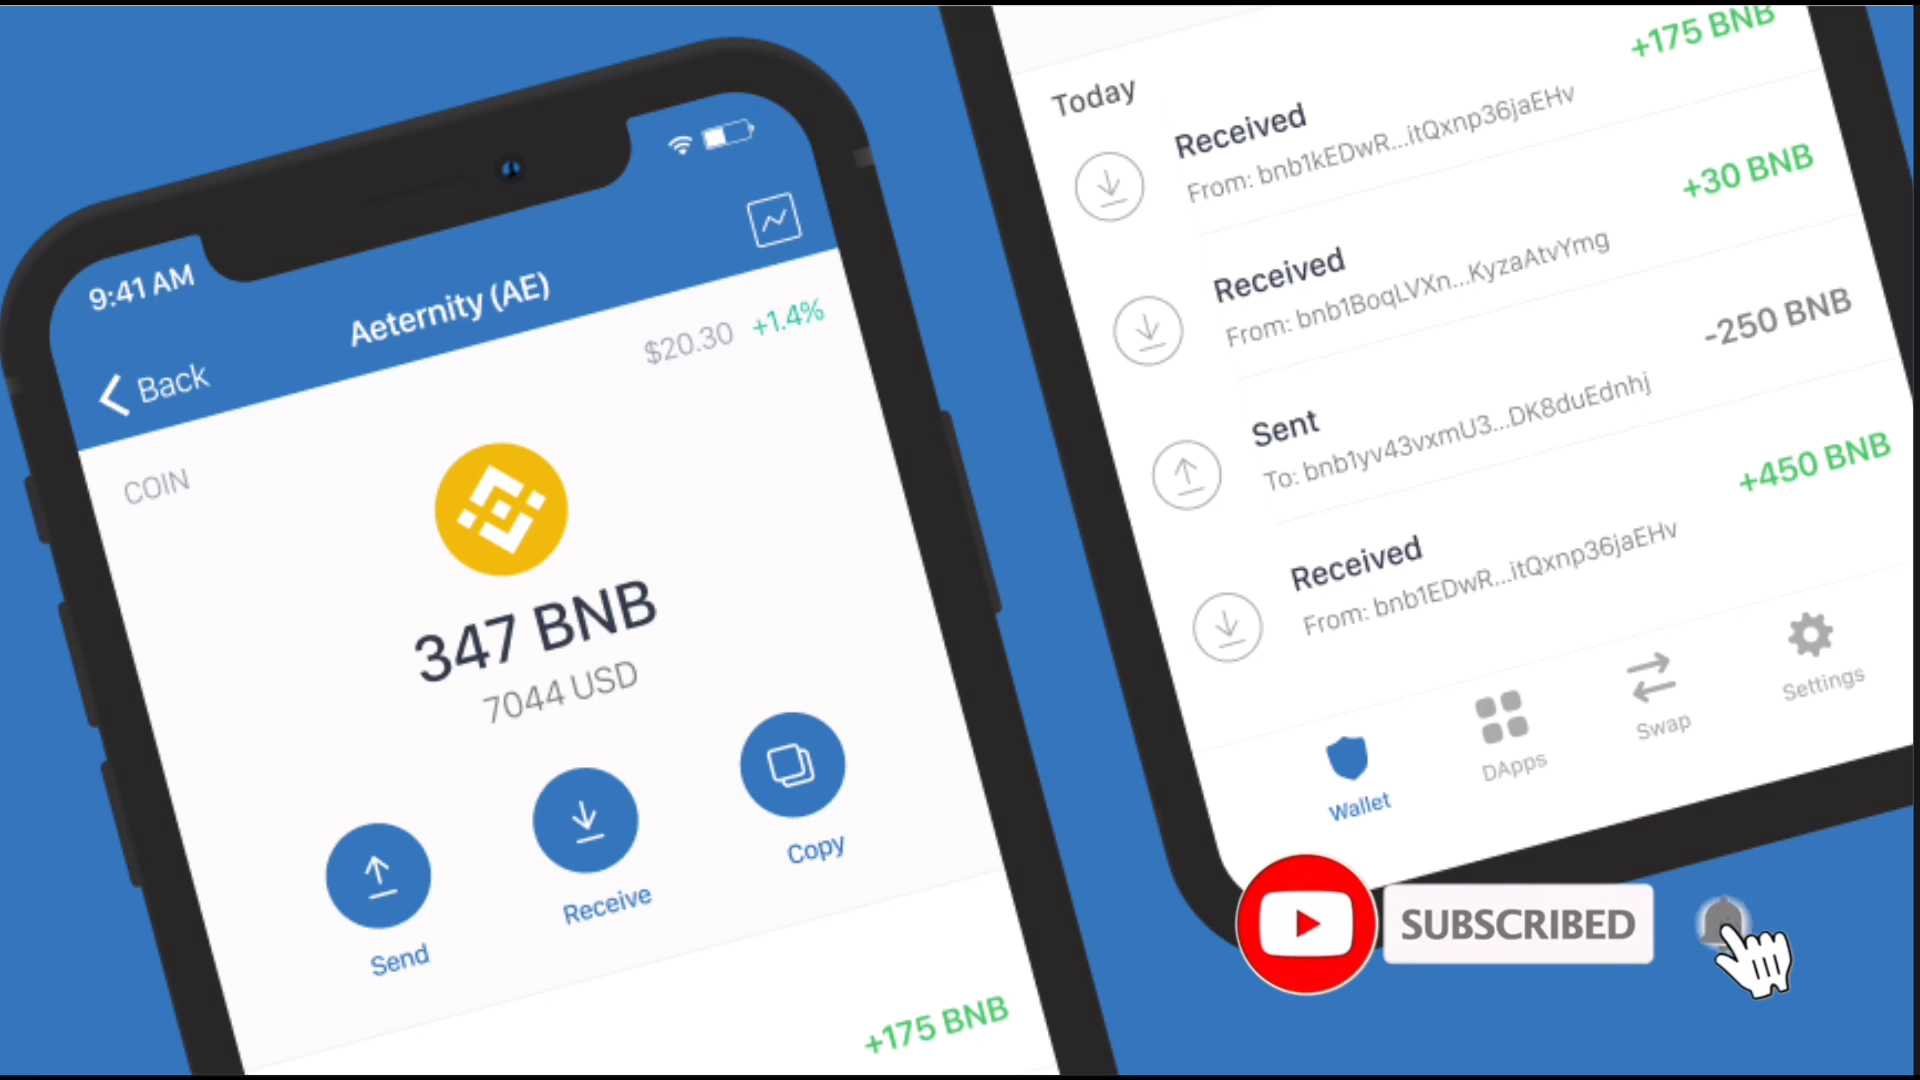 9:41 AM
Aeternity (AE)
Back
$20.30 +1.4%
COIN
347 BNB
7044 USD
Send
Receive
Copy
+175 BNB
+175 BNB
Today
Received
From: bnb1kEDwR...itQxnp36jaEHv
+30 BNB
Received
From: bnb1BoqLVXn...KyzaAtvYmg
-250 BNB
Sent
To: bnb1yv43vxmU3...DK8duEdnhj
+450 BNB
Received
From: bnb1EDwR...itQxnp36jaEHv
Wallet
DApps
Swap
Settings
SUBSCRIBED